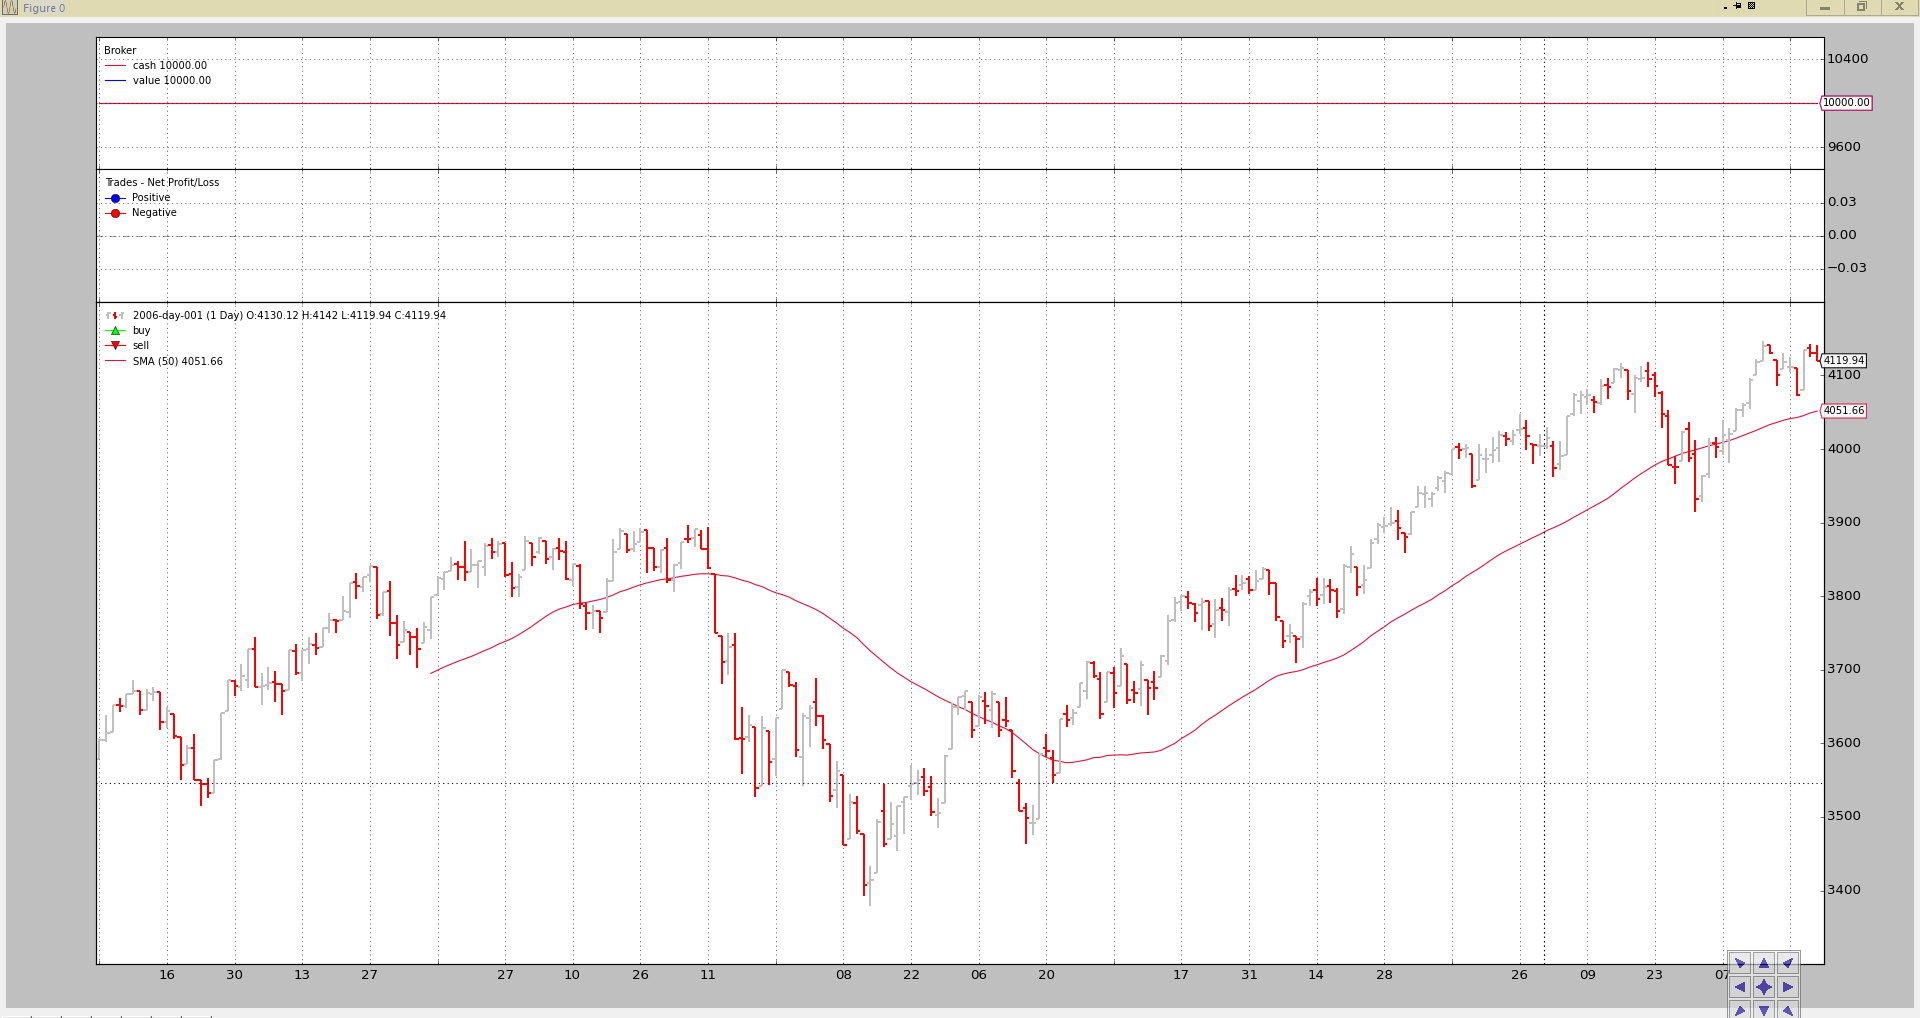 Figure 0
Broker
cash 10000.00
value 10000.00
10400
10000.00
9600
Trades - Net Profit/Loss
Positive
Negative
0.03
0.00
−0.03
2006-day-001 (1 Day) O:4130.12 H:4142 L:4119.94 C:4119.94
buy
sell
SMA (50) 4051.66
4119.94
4100
4051.66
4000
3900
3800
3700
3600
3500
3400
16 30 13 27 27 10 26 11 08 22 06 20 17 31 14 28 26 09 23 07